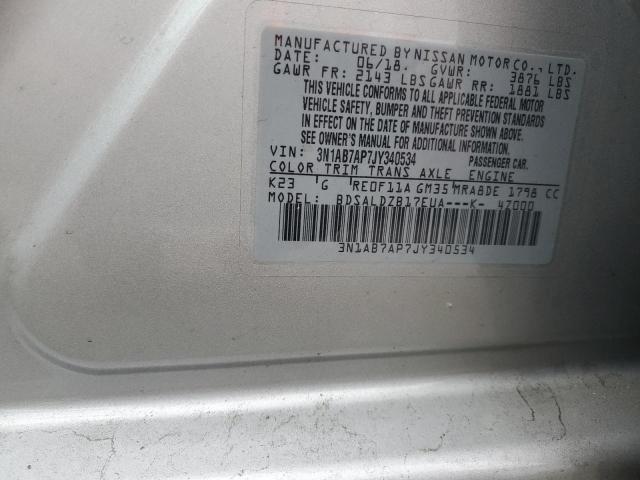 MANUFACTURED BY NISSAN MOTOR CO., LTD.
DATE: 06/18. GVWR: 3876 LBS
GAWR FR: 2143 LBS GAWR RR: 1881 LBS
THIS VEHICLE CONFORMS TO ALL APPLICABLE FEDERAL MOTOR
VEHICLE SAFETY, BUMPER AND THEFT PREVENTION STANDARDS
IN EFFECT ON THE DATE OF MANUFACTURE SHOWN ABOVE.
SEE OWNER'S MANUAL FOR ADDITIONAL INFORMATION.
VIN: 3N1AB7AP7JY340534 PASSENGER CAR.
COLOR TRIM TRANS AXLE ENGINE
K23 G RE0F11A GM35 MRA8DE 1798 CC
MODEL: BDSALDZB17EUA---K- 47000
3N1AB7AP7JY340534